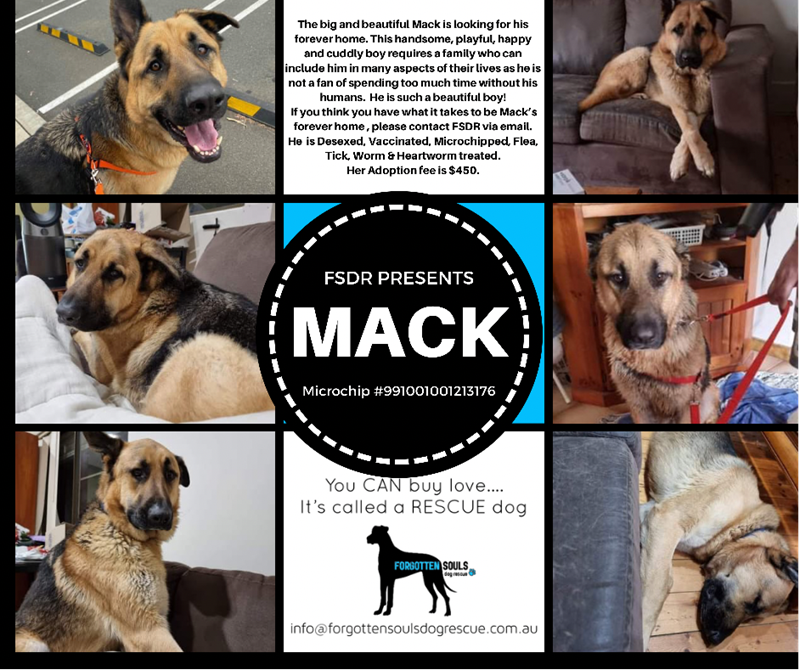 The big and beautiful Mack is looking for his
forever home. This handsome, playful, happy
and cuddly boy requires a family who can
include him in many aspects of their lives as he is
not a fan of spending too much time without his
humans. He is such a beautiful boy!
If you think you have what it takes to be Mack's
forever home , please contact FSDR via email.
He is Desexed, Vaccinated, Microchipped, Flea,
Tick, Worm & Heartworm treated.
Her Adoption fee is $450.
FSDR PRESENTS
MACK
Microchip #991001001213176
You CAN buy love....
It's called a RESCUE dog
FORGOTTEN SOULS
dog rescue
info@forgottensoulsdogrescue.com.au